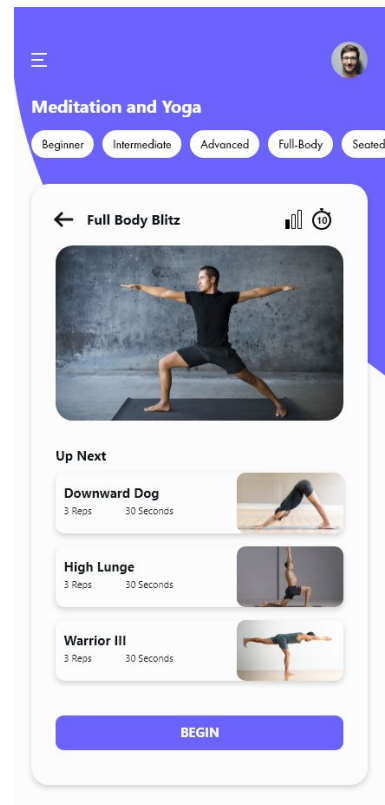 Meditation and Yoga
Beginner Intermediate Advanced Full-Body Seated
Full Body Blitz 10
Up Next
Downward Dog
3 Reps 30 Seconds
High Lunge
3 Reps 30 Seconds
Warrior III
3 Reps 30 Seconds
BEGIN